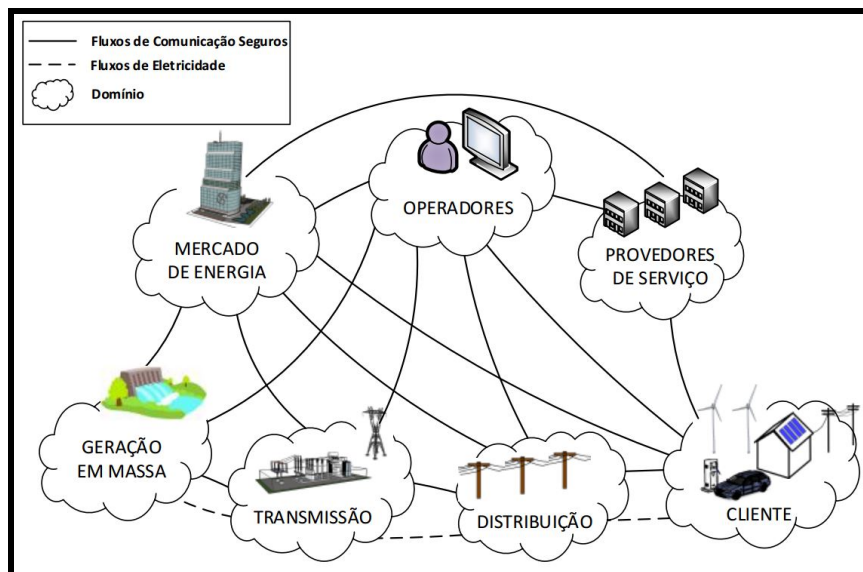 Fluxos de Comunicação Seguros
Fluxos de Eletricidade
Domínio
OPERADORES
MERCADO
DE ENERGIA
PROVEDORES
DE SERVIÇO
GERAÇÃO
EM MASSA
TRANSMISSÃO
DISTRIBUIÇÃO
CLIENTE